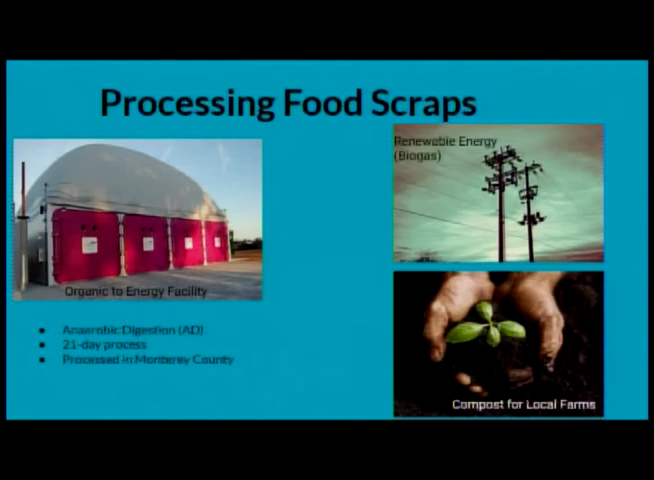 Processing Food Scraps
Organic to Energy Facility
• Anaerobic Digestion (AD)
• 21-day process
• Processed in Monterey County
Renewable Energy
(Biogas)
Compost for Local Farms